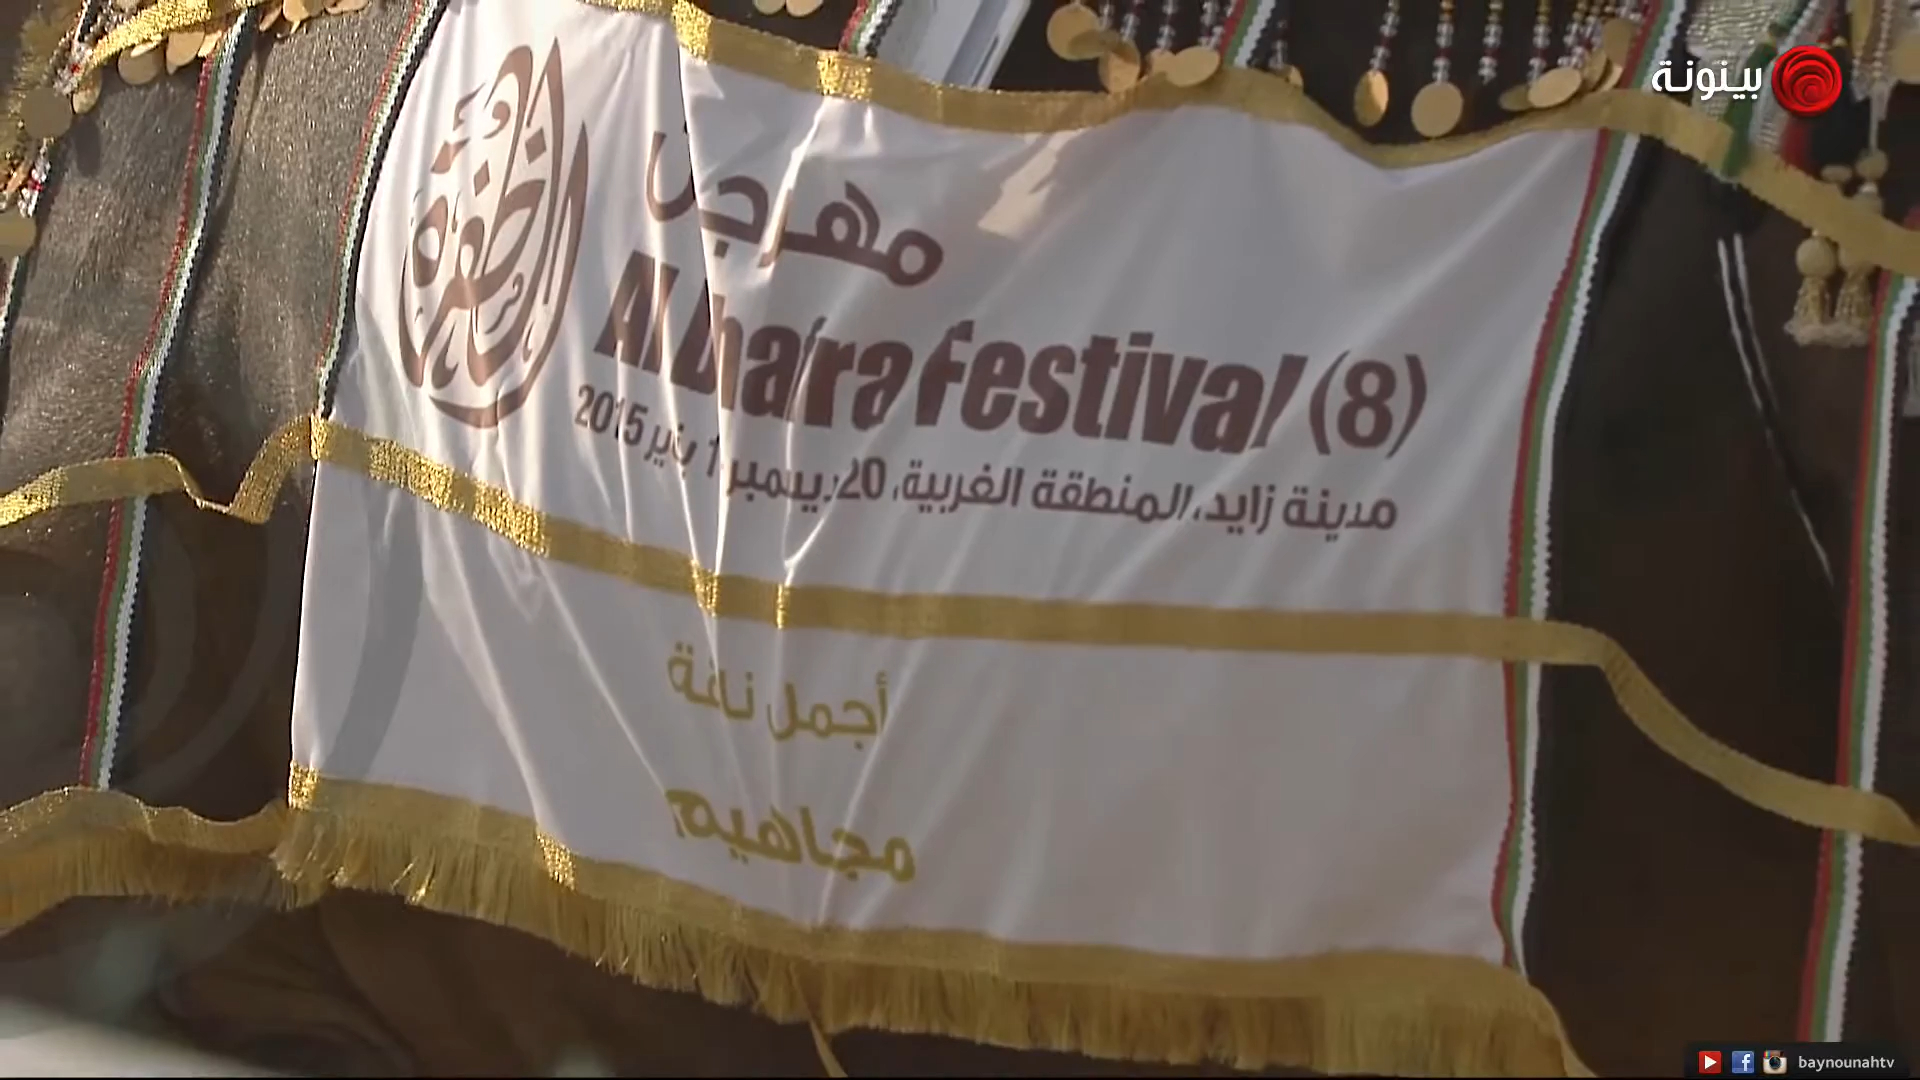 بينونة
مهرجان
الظفرة
Al Dhafra Festival (8)
مدينة زايد، المنطقة الغربية، 20 ديسمبر 1 يناير 2015
أجمل ناقة
مجاهيم
baynounahtv